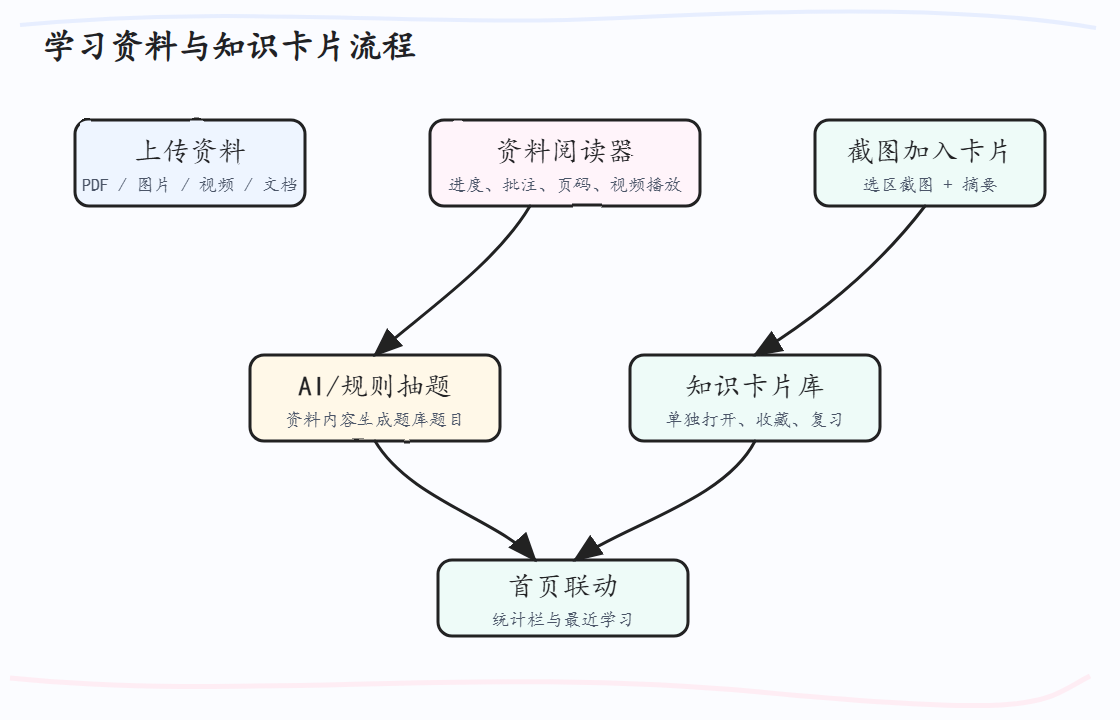 学习资料与知识卡片流程
上传资料
PDF / 图片 / 视频 / 文档
资料阅读器
进度、批注、页码、视频播放
截图加入卡片
选区截图 + 摘要
AI/规则抽题
资料内容生成题库题目
知识卡片库
单独打开、收藏、复习
首页联动
统计栏与最近学习